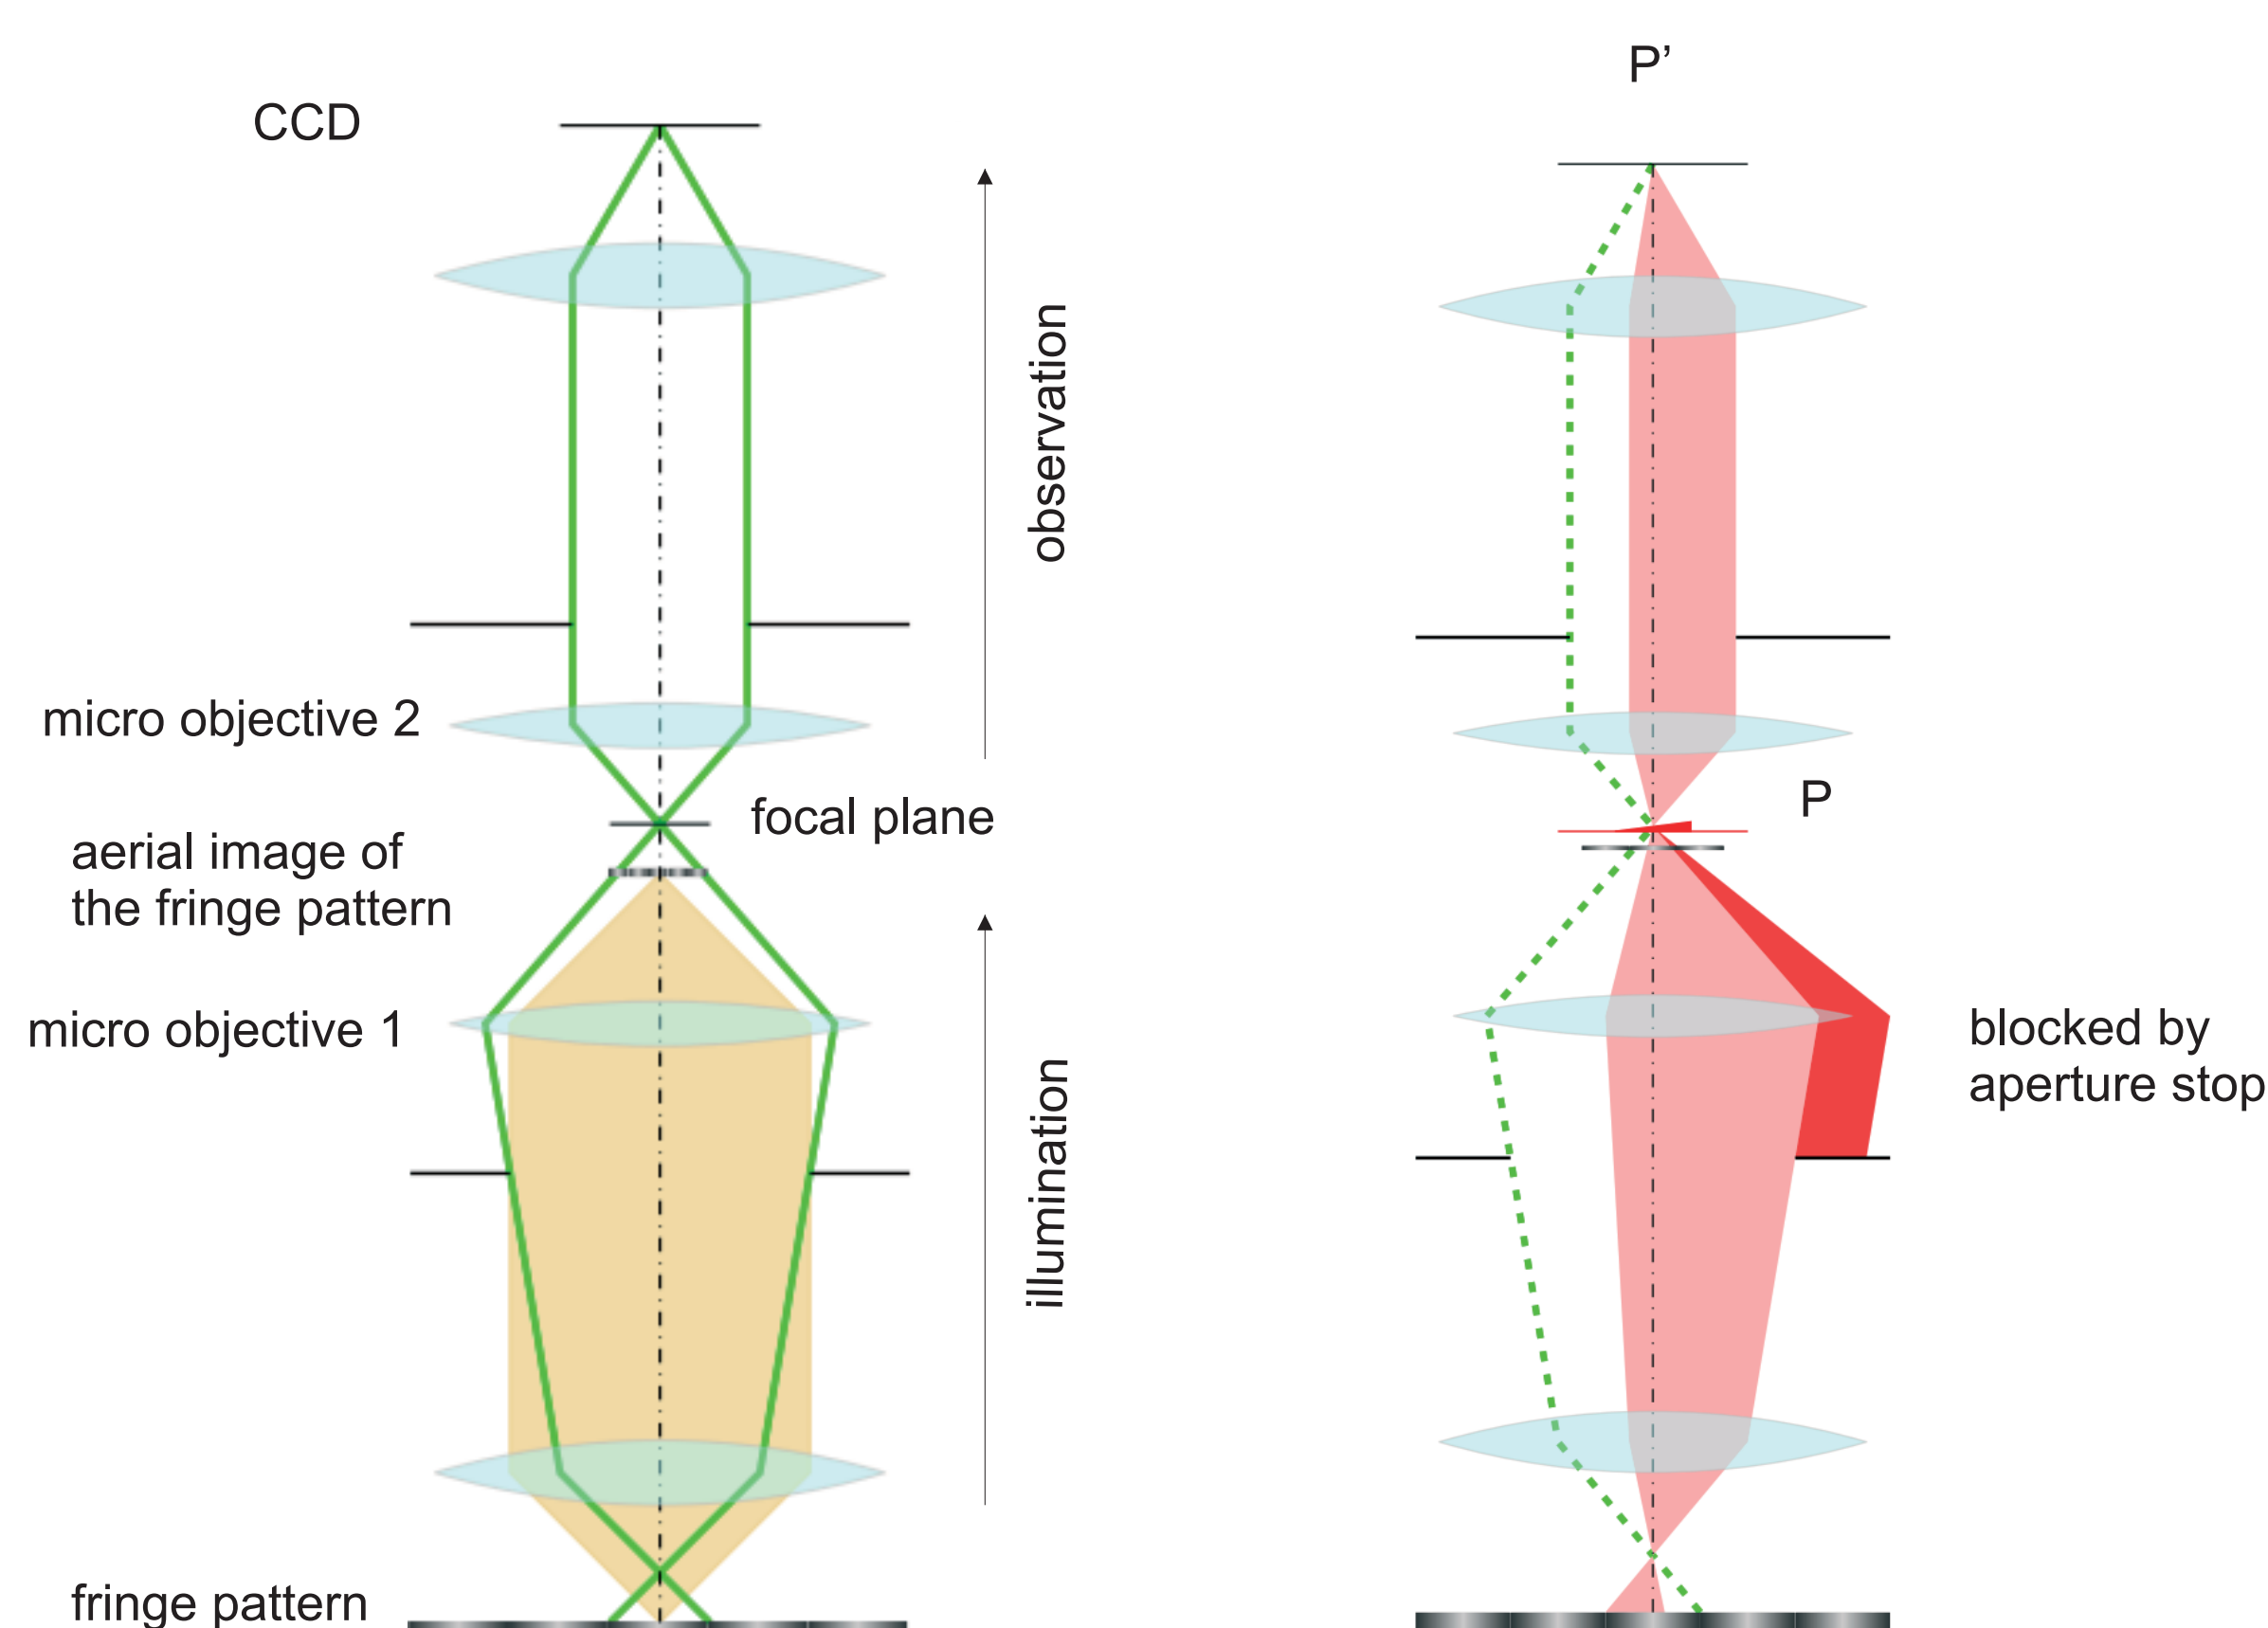 CCD
observation
micro objective 2
focal plane
aerial image of
the fringe pattern
micro objective 1
illumination
fringe pattern
P’
P
blocked by
aperture stop